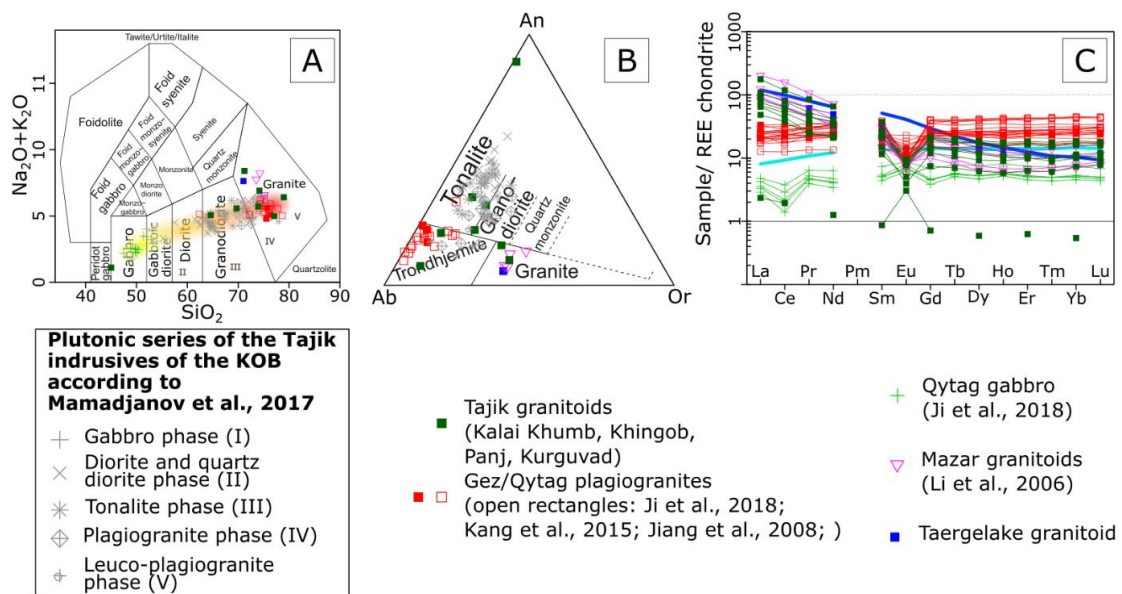 A
Tawite/Urtite/Italite
Foid
syenite
Foidolite
Foid
monzo-
syenite
Syenite
Foid
monzo-
gabbro
Monzonite
Quartz
monzonite
Foid
gabbro
Monzo
diorite
Monzo-
gabbro
Granite
Peridot
gabbro
Gabbro
Gabbroic
diorite
Diorite
Granodiorite
Quartzolite
II
III
IV
V
Na2O+K2O
11
10
5
0
40
50
60
70
80
90
SiO2
B
An
Tonalite
Grano-
diorite
Quartz
monzonite
Trondhjemite
Granite
Ab
Or
C
Sample/ REE chondrite
1000
100
10
1
La
Pr
Pm
Eu
Tb
Ho
Tm
Lu
Ce
Nd
Sm
Gd
Dy
Er
Yb
Plutonic series of the Tajik
indrusives of the KOB
according to
Mamadjanov et al., 2017
Gabbro phase (I)
Diorite and quartz
diorite phase (II)
Tonalite phase (III)
Plagiogranite phase (IV)
Leuco-plagiogranite
phase (V)
Tajik granitoids
(Kalai Khumb, Khingob,
Panj, Kurguvad)
Gez/Qytag plagiogranites
(open rectangles: Ji et al., 2018;
Kang et al., 2015; Jiang et al., 2008; )
Qytag gabbro
(Ji et al., 2018)
Mazar granitoids
(Li et al., 2006)
Taergelake granitoid